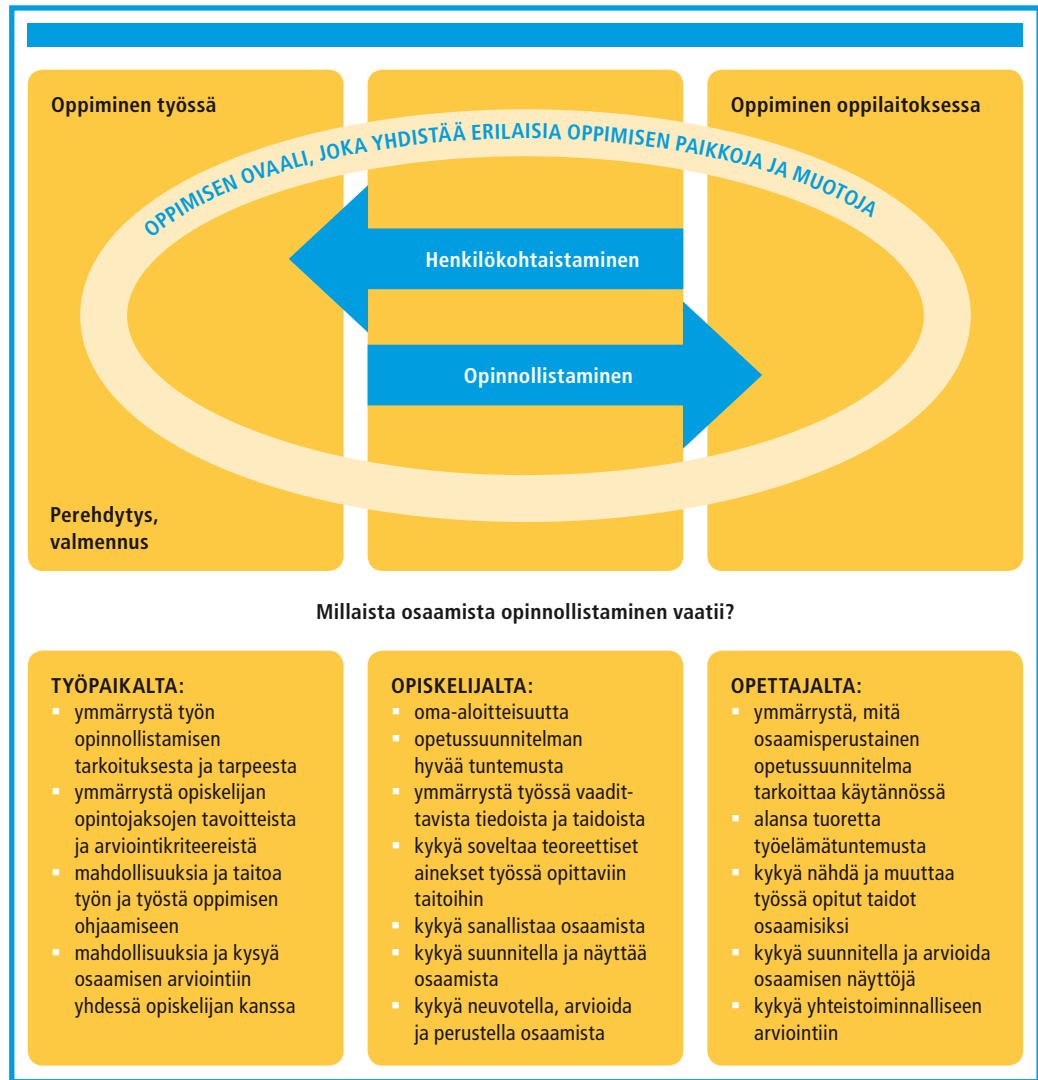 Oppiminen työssä
Oppiminen oppilaitoksessa
OPPIMISEN OVAALI, JOKA YHDISTÄÄ ERILAISIA OPPIMISEN PAIKKOJA JA MUOTOJA
Henkilökohtaistaminen
Opinnollistaminen
Perehdytys,
valmennus
Millaista osaamista opinnollistaminen vaatii?
TYÖPAIKALTA:
▪ ymmärrystä työn
opinnollistamisen
tarkoituksesta ja tarpeesta
▪ ymmärrystä opiskelijan
opintojaksojen tavoitteista
ja arviointikriteereistä
▪ mahdollisuuksia ja taitoa
työn ja työstä oppimisen
ohjaamiseen
▪ mahdollisuuksia ja kysyä
osaamisen arviointiin
yhdessä opiskelijan kanssa
OPISKELIJALTA:
▪ oma-aloitteisuutta
▪ opetussuunnitelman
hyvää tuntemusta
▪ ymmärrystä työssä vaadit-
tavista tiedoista ja taidoista
▪ kykyä soveltaa teoreettiset
ainekset työssä opittaviin
taitoihin
▪ kykyä sanallistaa osaamista
▪ kykyä suunnitella ja näyttää
osaamista
▪ kykyä neuvotella, arvioida
ja perustella osaamista
OPETTAJALTA:
▪ ymmärrystä, mitä
osaamisperustainen
opetussuunnitelma
tarkoittaa käytännössä
▪ alansa tuoretta
työelämätuntemusta
▪ kykyä nähdä ja muuttaa
työssä opitut taidot
osaamisiksi
▪ kykyä suunnitella ja arvioida
osaamisen näyttöjä
▪ kykyä yhteistoiminnalliseen
arviointiin